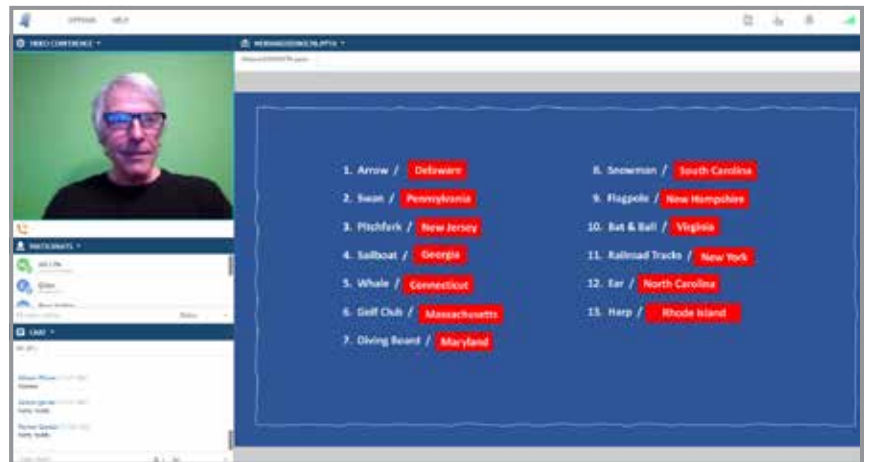 OPTIONS HELP
VIDEO CONFERENCE
PARTICIPANTS
CHAT
1. Arrow / Delaware
2. Swan / Pennsylvania
3. Pitchfork / New Jersey
4. Sailboat / Georgia
5. Whale / Connecticut
6. Golf Club / Massachusetts
7. Diving Board / Maryland
8. Snowman / South Carolina
9. Flagpole / New Hampshire
10. Bat & Ball / Virginia
11. Railroad Tracks / New York
12. Ear / North Carolina
13. Harp / Rhode Island